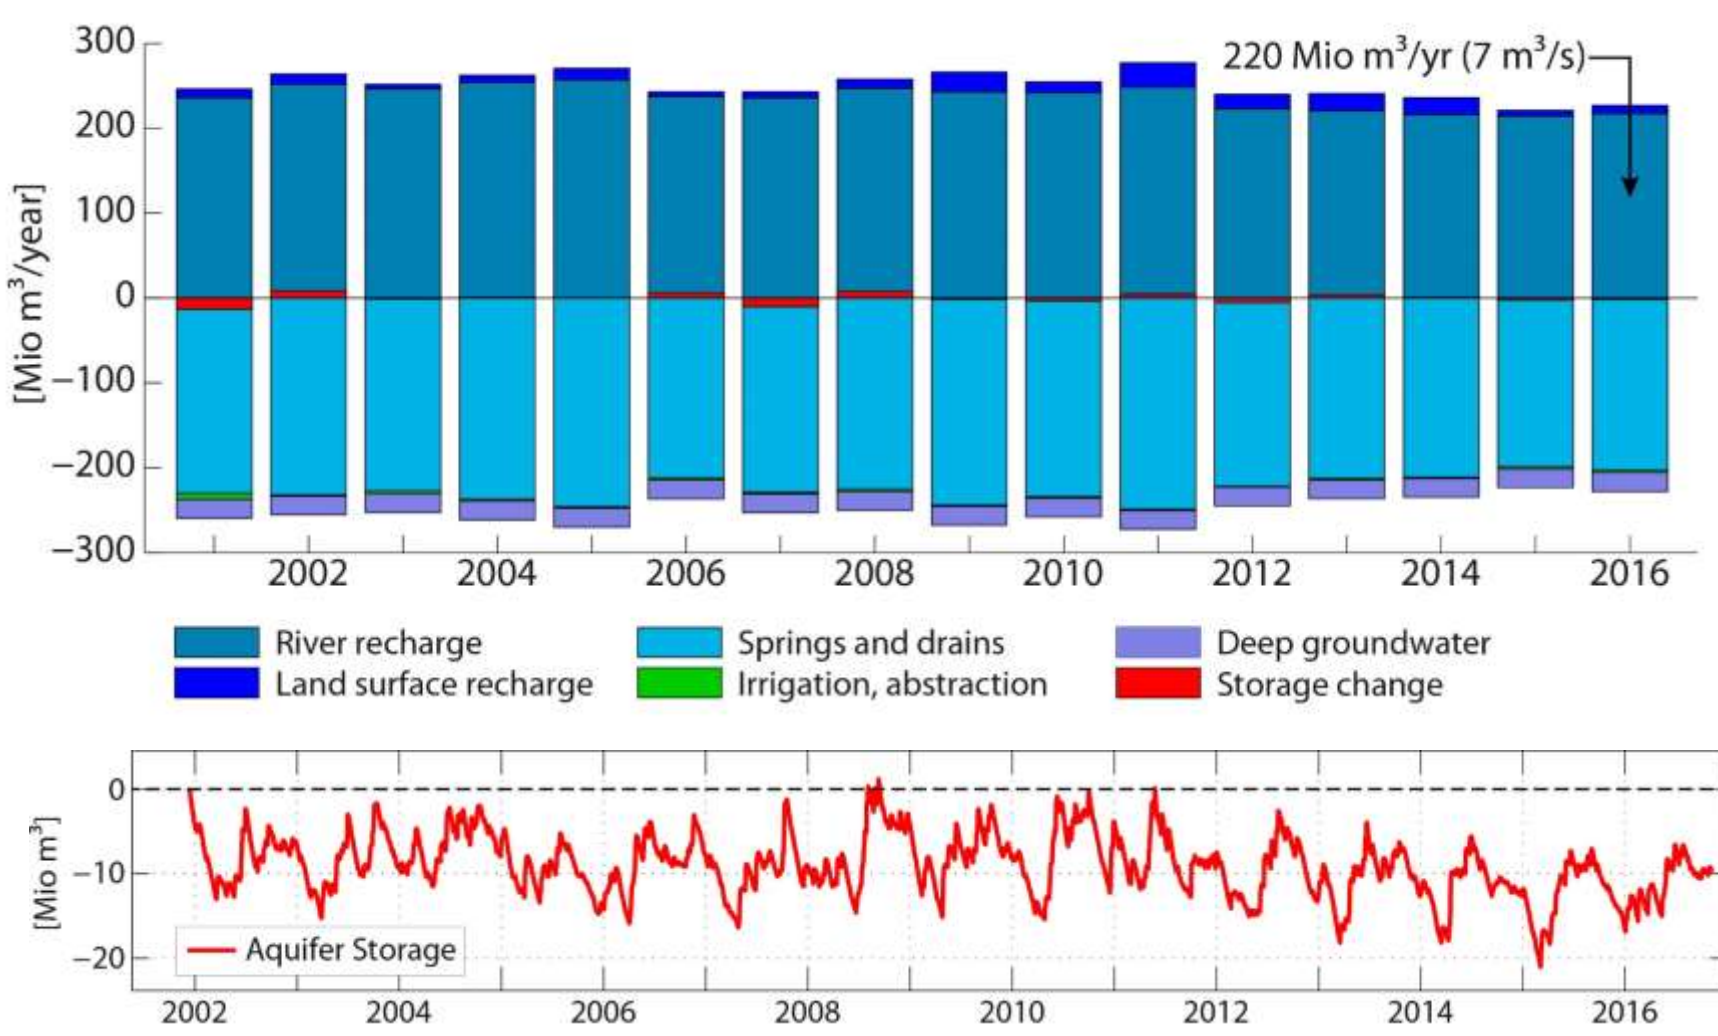 300
220 Mio m³/yr (7 m³/s)
200
100
0
−100
−200
−300
[Mio m³/year]
2002 2004 2006 2008 2010 2012 2014 2016
River recharge Springs and drains Deep groundwater
Land surface recharge Irrigation, abstraction Storage change
0
−10
−20
[Mio m³]
Aquifer Storage
2002 2004 2006 2008 2010 2012 2014 2016